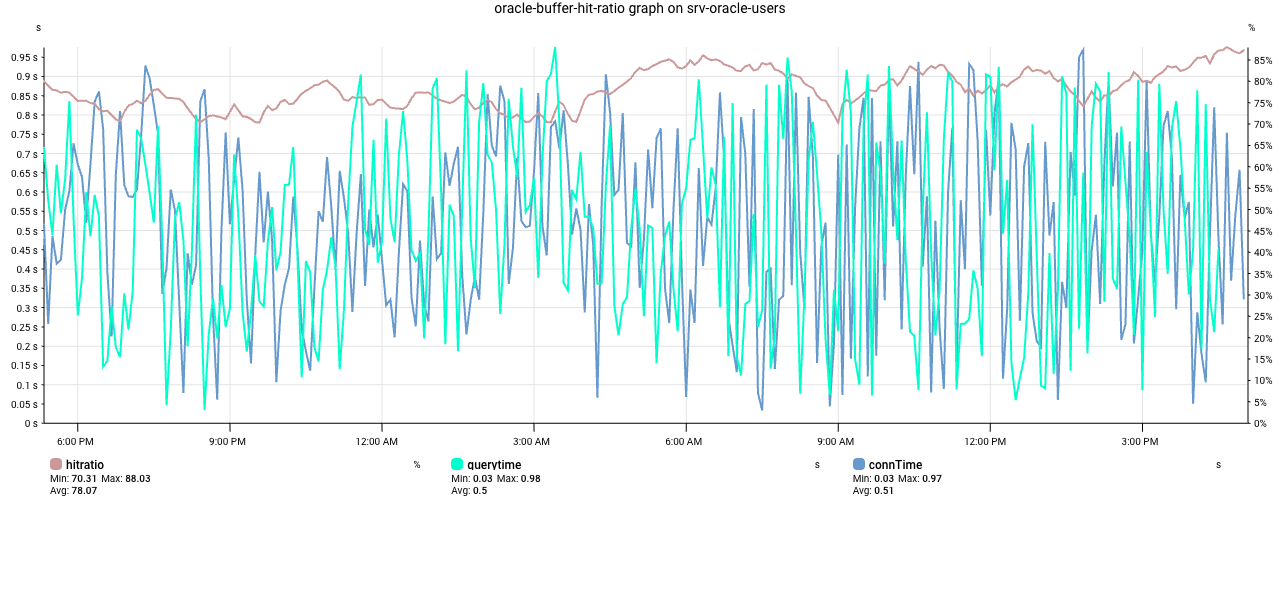 oracle-buffer-hit-ratio graph on srv-oracle-users
s %
0.95 s 85%
0.9 s 80%
0.85 s 75%
0.8 s 70%
0.75 s 65%
0.7 s 60%
0.65 s 55%
0.6 s 50%
0.55 s 45%
0.5 s 40%
0.45 s 35%
0.4 s 30%
0.35 s 25%
0.3 s 20%
0.25 s 15%
0.2 s 10%
0.15 s 5%
0.1 s 0%
0.05 s
0 s
6:00 PM 9:00 PM 12:00 AM 3:00 AM 6:00 AM 9:00 AM 12:00 PM 3:00 PM
hitratio % querytime s connTime s
Min: 70.31 Max: 88.03 Min: 0.03 Max: 0.98 Min: 0.03 Max: 0.97
Avg: 78.07 Avg: 0.5 Avg: 0.51